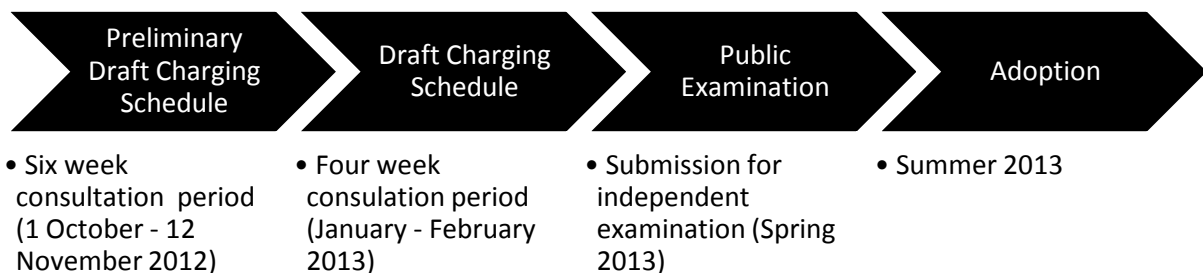 Preliminary
Draft Charging
Schedule
Draft Charging
Schedule
Public
Examination
Adoption
• Six week
consultation period
(1 October - 12
November 2012)
• Four week
consulation period
(January - February
2013)
• Submission for
independent
examination (Spring
2013)
• Summer 2013